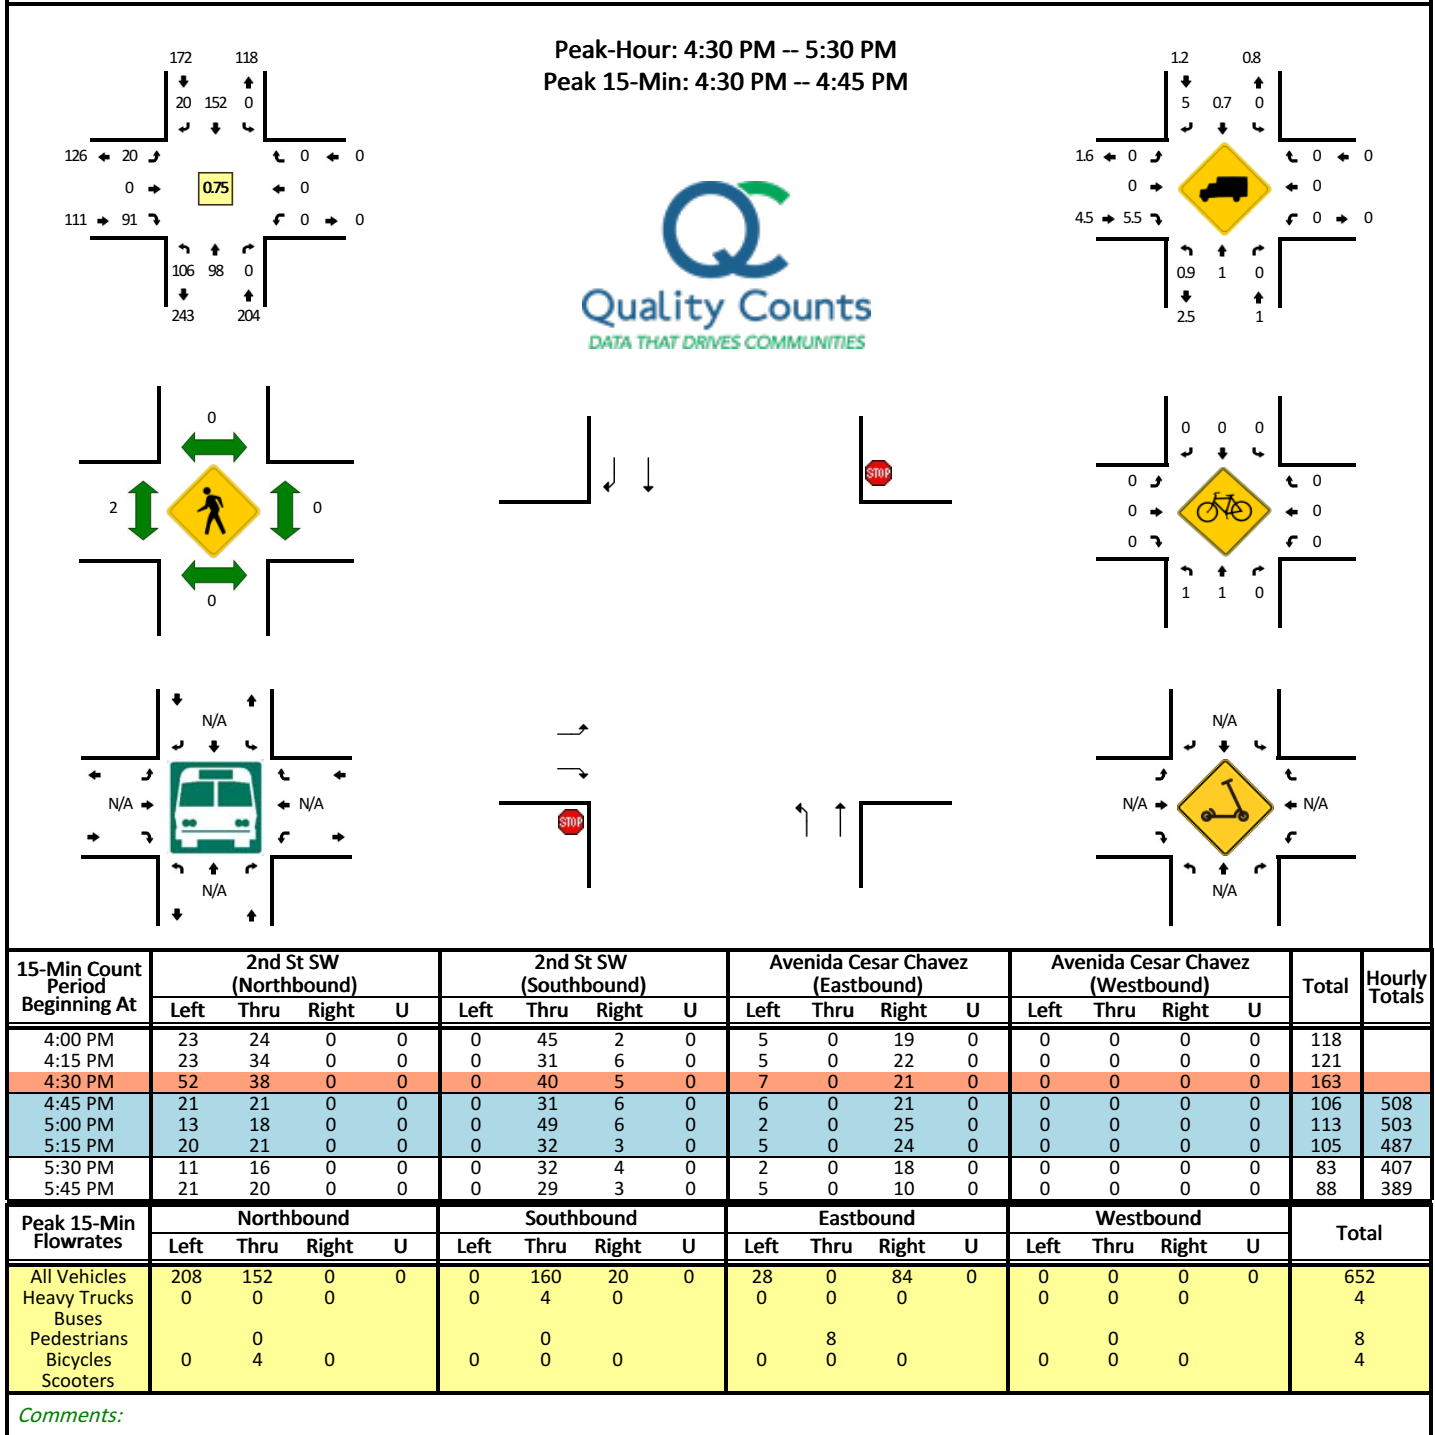 Peak-Hour: 4:30 PM -- 5:30 PM
Peak 15-Min: 4:30 PM -- 4:45 PM
172 118
20 152 0
126 20 0 0
0 0.75 0
111 91 0 0
106 98 0
243 204
Quality Counts
DATA THAT DRIVES COMMUNITIES
1.2 0.8
5 0.7 0
1.6 0 0 0
0 0
4.5 5.5 0 0
0.9 1 0
2.5 1
0
2 0
0
STOP
0 0 0
0 0
0 0
0 0
1 1 0
N/A
N/A N/A
N/A
STOP
N/A
N/A N/A
N/A
15-Min Count Period Beginning At 2nd St SW (Northbound) 2nd St SW (Southbound) Avenida Cesar Chavez (Eastbound) Avenida Cesar Chavez (Westbound) Total Hourly Totals
Left Thru Right U Left Thru Right U Left Thru Right U Left Thru Right U
4:00 PM 23 24 0 0 0 45 2 0 5 0 19 0 0 0 0 0 118
4:15 PM 23 34 0 0 0 31 6 0 5 0 22 0 0 0 0 0 121
4:30 PM 52 38 0 0 0 40 5 0 7 0 21 0 0 0 0 0 163
4:45 PM 21 21 0 0 0 31 6 0 6 0 21 0 0 0 0 0 106 508
5:00 PM 13 18 0 0 0 49 6 0 2 0 25 0 0 0 0 0 113 503
5:15 PM 20 21 0 0 0 32 3 0 5 0 24 0 0 0 0 0 105 487
5:30 PM 11 16 0 0 0 32 4 0 2 0 18 0 0 0 0 0 83 407
5:45 PM 21 20 0 0 0 29 3 0 5 0 10 0 0 0 0 0 88 389
Peak 15-Min Flowrates Northbound Southbound Eastbound Westbound Total
Left Thru Right U Left Thru Right U Left Thru Right U Left Thru Right U
All Vehicles 208 152 0 0 0 160 20 0 28 0 84 0 0 0 0 0 652
Heavy Trucks 0 0 0 0 4 0 0 0 0 0 0 0 4
Buses
Pedestrians 0 0 8 0 8
Bicycles 0 4 0 0 0 0 0 0 0 0 0 0 4
Scooters
Comments: